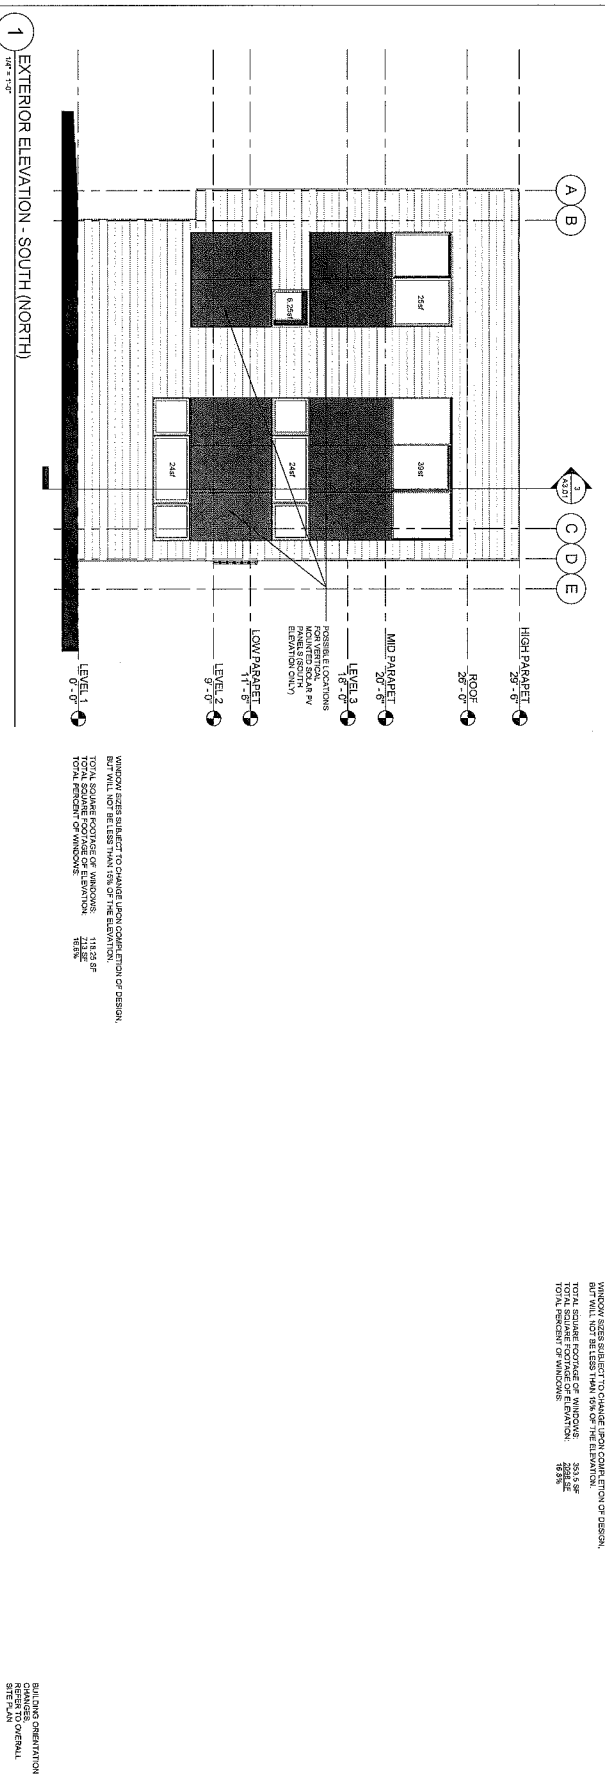 A
B
3
A3.01
C
D
E
HIGH PARAPET
29' - 6"
ROOF
26' - 0"
MID PARAPET
20' - 6"
LEVEL 3
18' - 0"
POSSIBLE LOCATIONS
FOR VERTICAL
MOUNTED SOLAR PV
PANELS (SOUTH
ELEVATION ONLY)
LOW PARAPET
11' - 6"
LEVEL 2
9' - 0"
LEVEL 1
0' - 0"
25sf
39sf
6.25sf
24sf
24sf
1
EXTERIOR ELEVATION - SOUTH (NORTH)
1/4" = 1'-0"
WINDOW SIZES SUBJECT TO CHANGE UPON COMPLETION OF DESIGN,
BUT WILL NOT BE LESS THAN 15% OF THE ELEVATION.
TOTAL SQUARE FOOTAGE OF WINDOWS: 118.25 SF
TOTAL SQUARE FOOTAGE OF ELEVATION: 713 SF
TOTAL PERCENT OF WINDOWS: 16.6%
WINDOW SIZES SUBJECT TO CHANGE UPON COMPLETION OF DESIGN,
BUT WILL NOT BE LESS THAN 15% OF THE ELEVATION.
TOTAL SQUARE FOOTAGE OF WINDOWS: 353.5 SF
TOTAL SQUARE FOOTAGE OF ELEVATION: 2098 SF
TOTAL PERCENT OF WINDOWS: 16.8%
BUILDING ORIENTATION
CHANGES,
REFER TO OVERALL
SITE PLAN